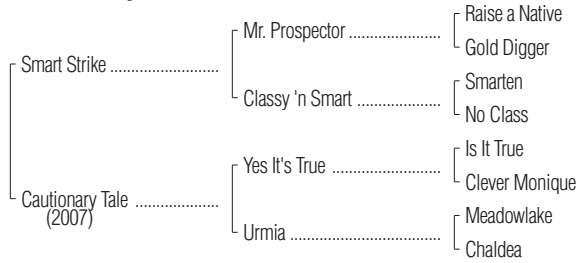 Raise a Native
Mr. Prospector ....................
Gold Digger
Smart Strike ........................
Smarten
Classy 'n Smart ..................
No Class
Is It True
Yes It's True ........................
Clever Monique
Cautionary Tale ..................
(2007)
Meadowlake
Urmia .................................
Chaldea